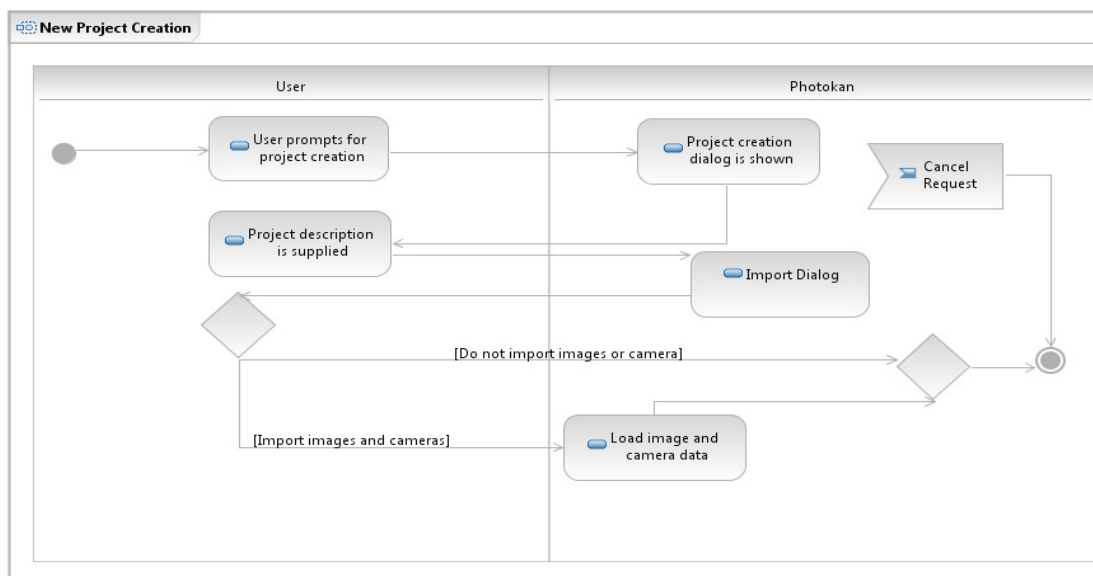 New Project Creation
User
Photokan
User prompts for
project creation
Project creation
dialog is shown
Cancel
Request
Project description
is supplied
Import Dialog
[Do not import images or camera]
[Import images and cameras]
Load image and
camera data